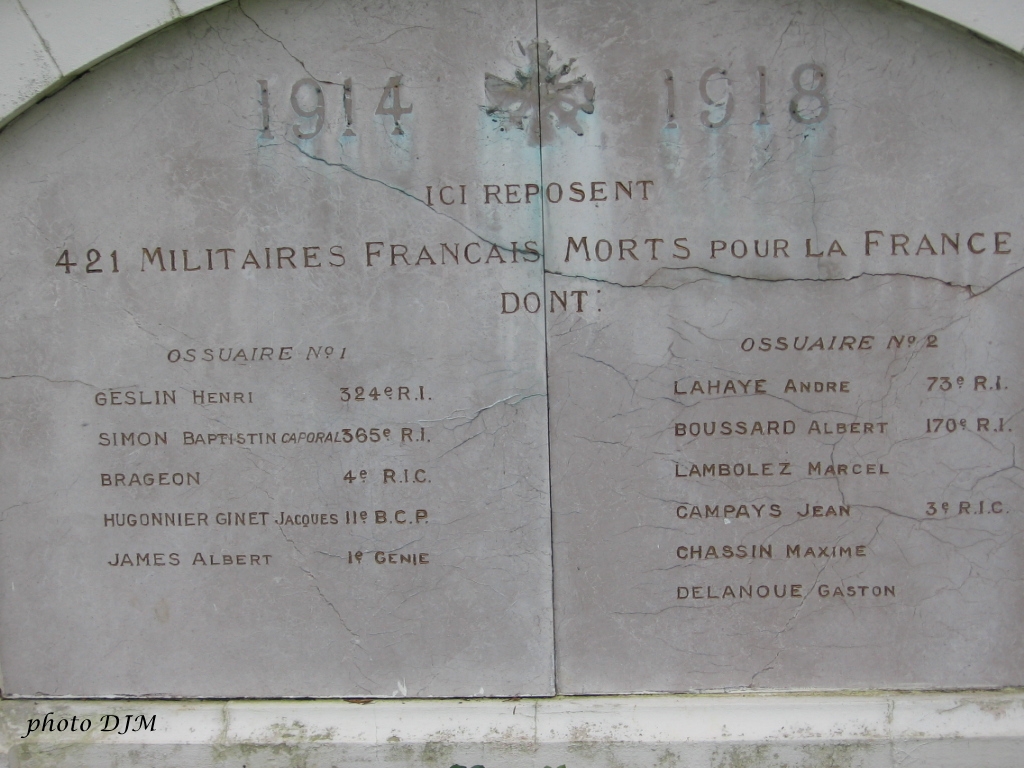 1914 1918
ICI REPOSENT
421 MILITAIRES FRANCAIS MORTS POUR LA FRANCE
DONT:
OSSUAIRE Nº1
GESLIN HENRI 324e R.I.
SIMON BAPTISTIN CAPORAL 365e R.I.
BRAGEON 4e R.I.C.
HUGONNIER GINET JACQUES 11e B.C.P.
JAMES ALBERT 1e GENIE
OSSUAIRE Nº 2
LAHAYE ANDRE 73e R.I.
BOUSSARD ALBERT 170e R.I.
LAMBOLEZ MARCEL
CAMPAYS JEAN 3e R.I.C.
CHASSIN MAXIME
DELANOUE GASTON
photo DJM